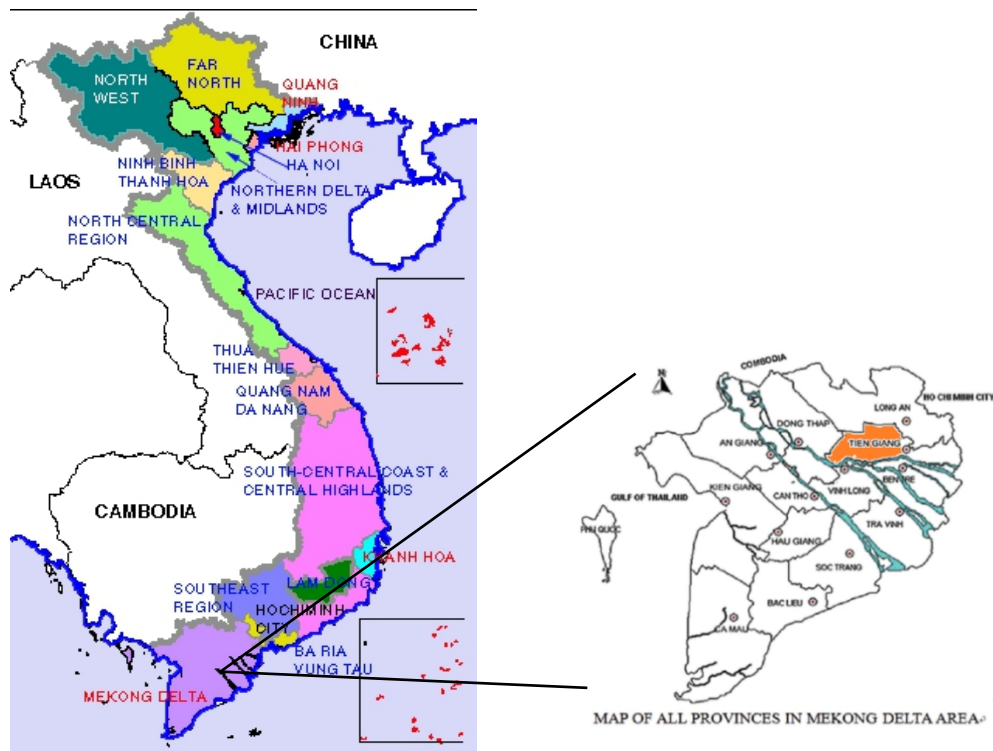 CHINA
FAR
NORTH
NORTH
WEST
QUANG
NINH
HAI PHONG
HA NOI
NINH BINH
THANH HOA
LAOS
NORTHERN DELTA
& MIDLANDS
NORTH CENTRAL
REGION
PACIFIC OCEAN
THUA
THIEN HUE
QUANG NAM
DA NANG
SOUTH-CENTRAL COAST &
CENTRAL HIGHLANDS
CAMBODIA
KHANH HOA
LAM DONG
SOUTHEAST
REGION
HOCHIMINH
CITY
BA RIA
VUNG TAU
MEKONG DELTA
N
COMBODIA
HO CHI MINH CITY
LONG AN
DONG THAP
TIEN GIANG
AN GIANG
BEN TRE
KIEN GIANG
VINH LONG
CAN THO
GULF OF THAILAND
TRA VINH
PHU QUOC
HAU GIANG
SOC TRANG
BAC LIEU
CA MAU
MAP OF ALL PROVINCES IN MEKONG DELTA AREA